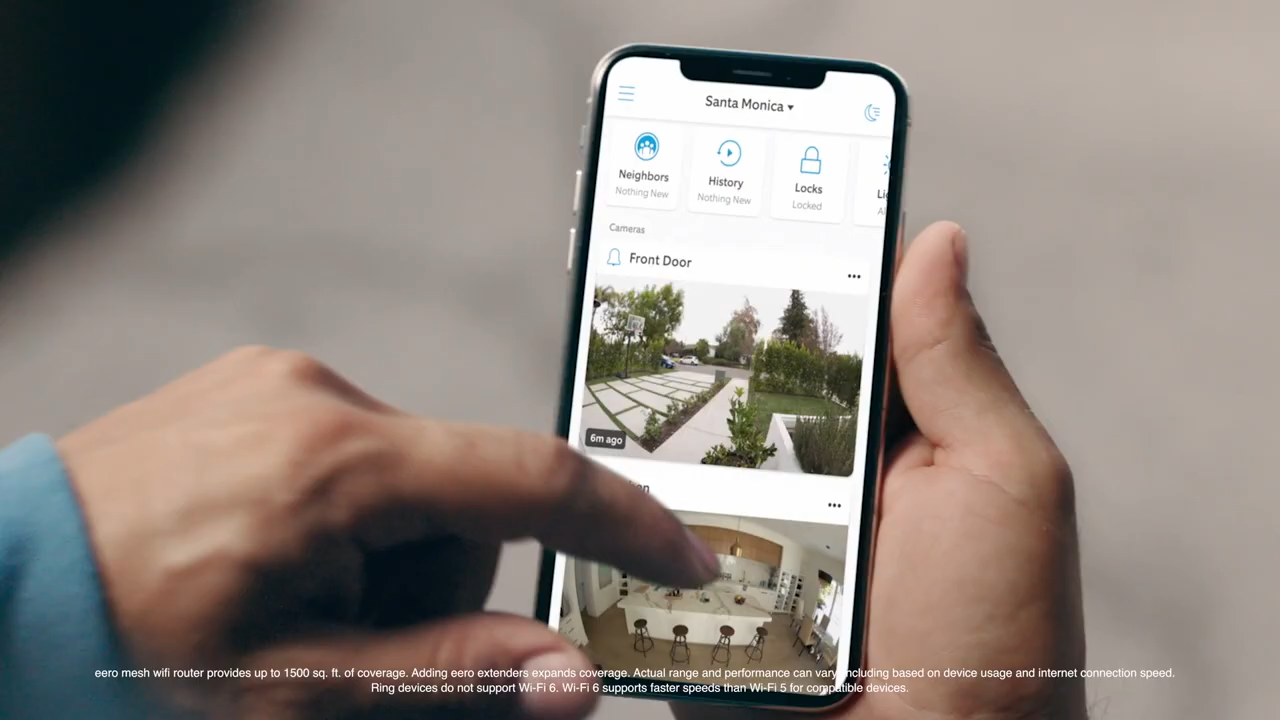 Santa Monica
Neighbors
Nothing New
History
Nothing New
Locks
Locked
Cameras
Front Door
6m ago
eero mesh wifi router provides up to 1500 sq. ft. of coverage. Adding eero extenders expands coverage. Actual range and performance can vary including based on device usage and internet connection speed.
Ring devices do not support Wi-Fi 6. Wi-Fi 6 supports faster speeds than Wi-Fi 5 for compatible devices.